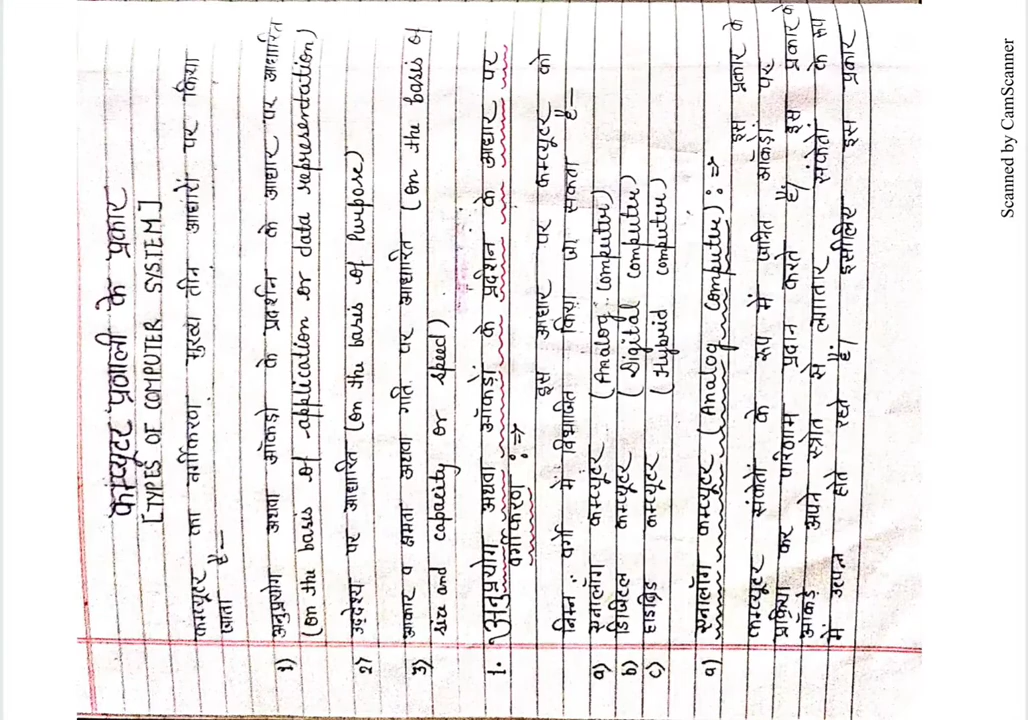 कम्प्यूटर प्रणाली के प्रकार
[TYPES OF COMPUTER SYSTEM]
कम्प्यूटर का वर्गीकरण मुख्य तीन आधारों पर किया
जाता है—
1) अनुप्रयोग अथवा आँकडो के प्रदर्शन के आधार पर आधारित
(on the basis of application or data representation)
2) उद्देश्य पर आधारित (on the basis of Purpose)
3) आकार व क्षमता अथवा गति पर आधारित (on the basis of
size and capacity or speed)
1. अनुप्रयोग अथवा आँकडों के प्रर्दशन के आधार पर
वर्गीकरण :⇒
इस आधार पर कम्प्यूटर को
निम्न वर्गो में विभाजित किया जा सकता है—
a) एनालॉग कम्प्यूटर (Analog computer)
b) डिजिटल कम्प्यूटर (Digital computer)
c) हाइब्रिड कम्प्यूटर (Hybrid computer)
a) एनालॉग कम्प्यूटर (Analog Computer) :⇒
इस प्रकार के
कम्प्यूटर संकेतों के रूप में प्राप्त आँकड़ों पर
प्रक्रिया कर परिणाम प्रदान करते हैं। इस प्रकार के
आँकड़े अपने स्त्रोत से लागातार संकेतों के रूप
में उत्पन्न होते रहते हैं। इसीलिए इस प्रकार
Scanned by CamScanner